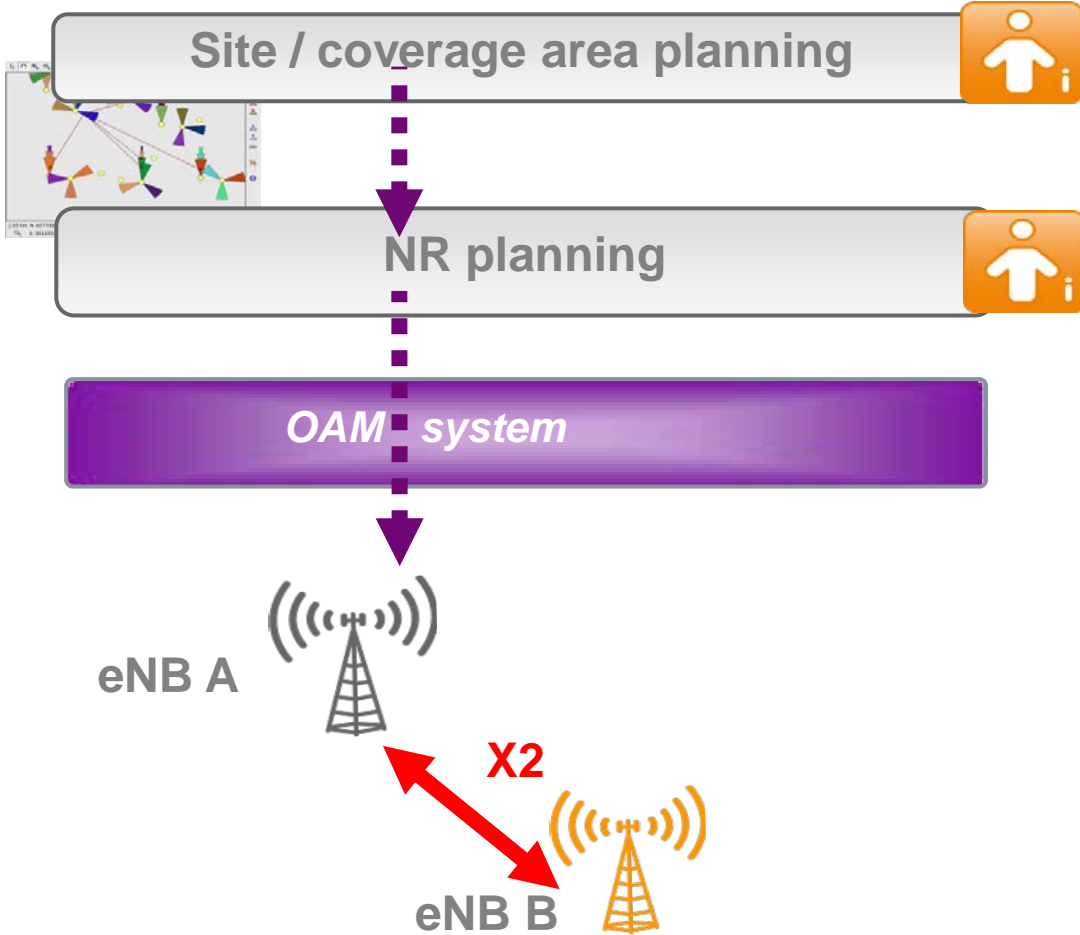 Site / coverage area planning
i
NR planning
i
OAM system
eNB A
X2
eNB B